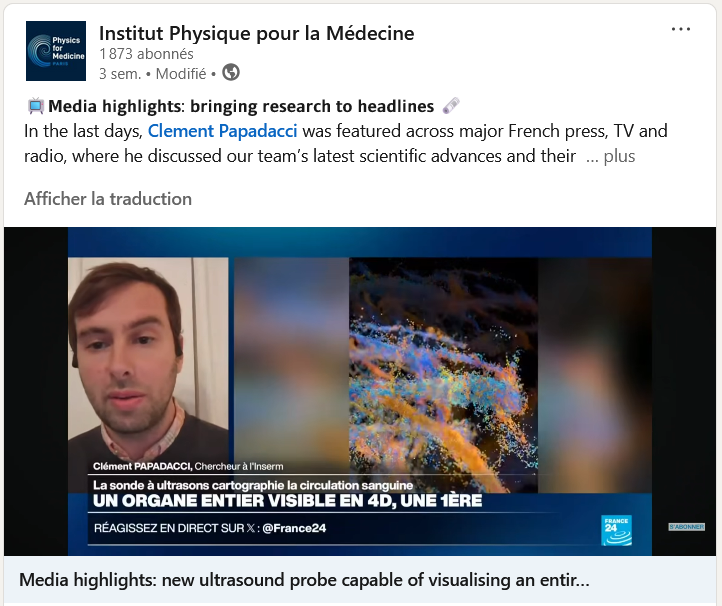 Physics
for
Medicine
PARIS
Institut Physique pour la Médecine
1 873 abonnés
3 sem. • Modifié •
Media highlights: bringing research to headlines
In the last days, Clement Papadacci was featured across major French press, TV and
radio, where he discussed our team's latest scientific advances and their … plus
Afficher la traduction
Clément PAPADACCI, Chercheur à l'Inserm
La sonde à ultrasons cartographie la circulation sanguine
UN ORGANE ENTIER VISIBLE EN 4D, UNE 1ÈRE
RÉAGISSEZ EN DIRECT SUR X : @France24
FRANCE
24
S'ABONNER
Media highlights: new ultrasound probe capable of visualising an entir...